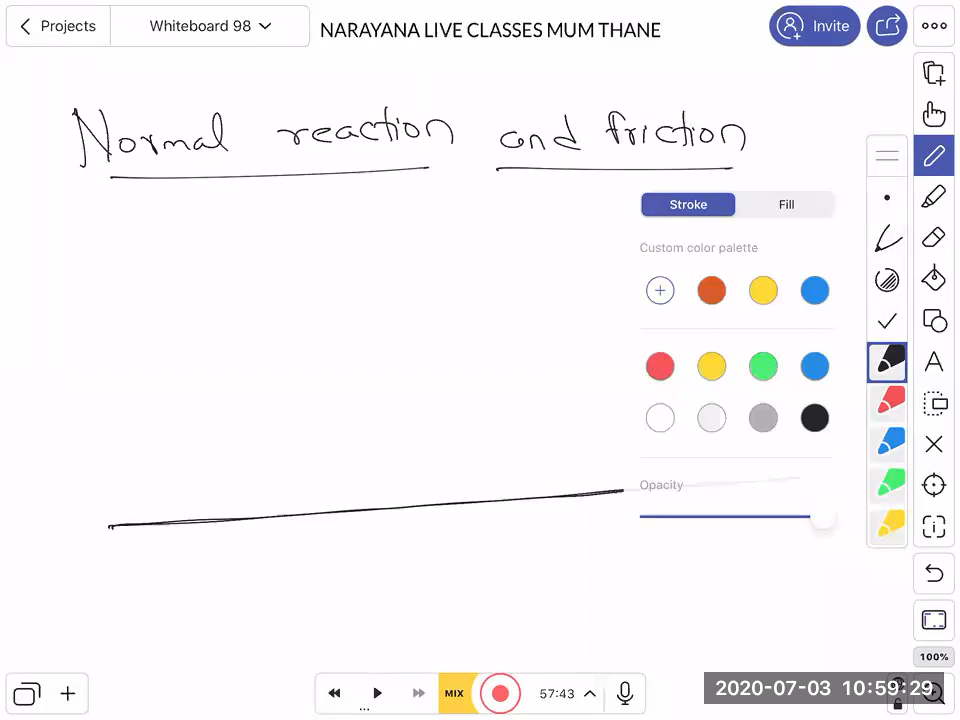 Projects
Whiteboard 98
NARAYANA LIVE CLASSES MUM THANE
Invite
Normal reaction and friction
Stroke
Fill
Custom color palette
Opacity
A
100%
MIX
57:43
2020-07-03 10:59:29